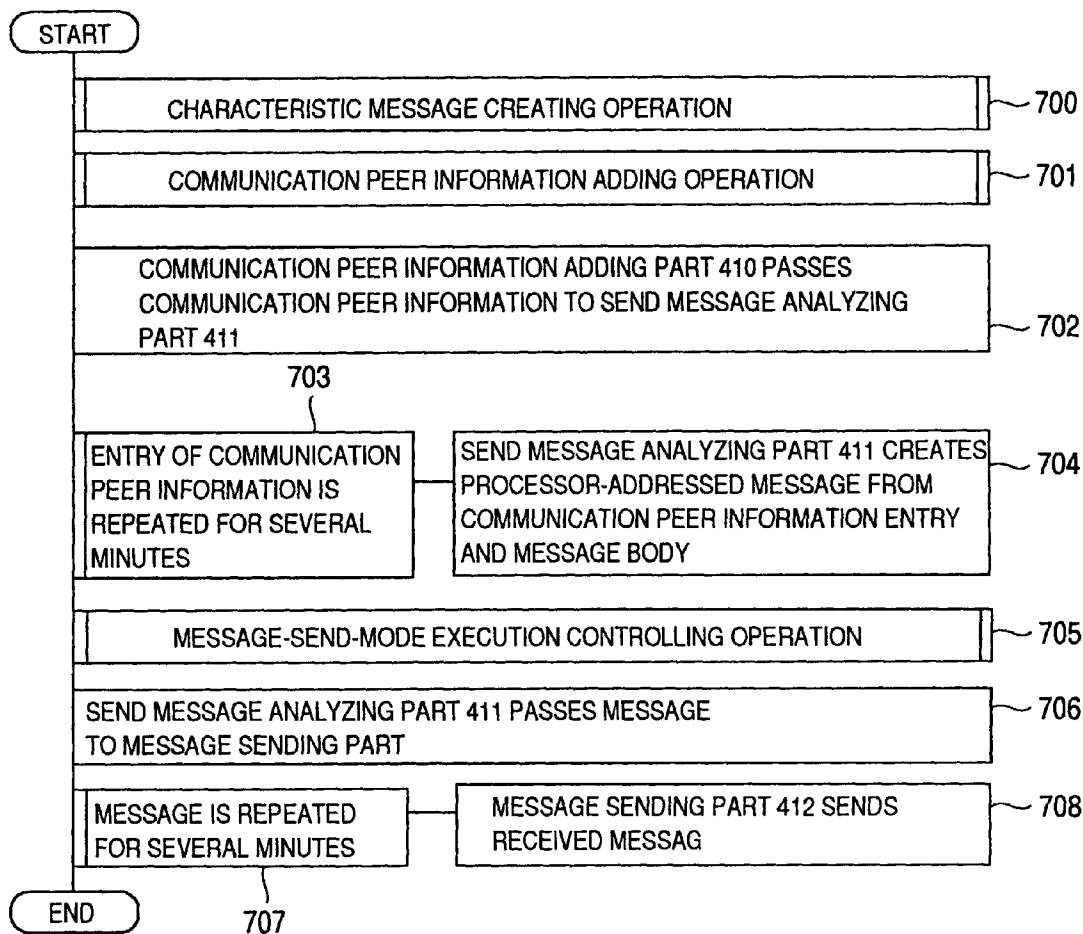 START
CHARACTERISTIC MESSAGE CREATING OPERATION
700
COMMUNICATION PEER INFORMATION ADDING OPERATION
701
COMMUNICATION PEER INFORMATION ADDING PART 410 PASSES
COMMUNICATION PEER INFORMATION TO SEND MESSAGE ANALYZING
PART 411
702
703
ENTRY OF COMMUNICATION
PEER INFORMATION IS
REPEATED FOR SEVERAL
MINUTES
SEND MESSAGE ANALYZING PART 411 CREATES
PROCESSOR-ADDRESSED MESSAGE FROM
COMMUNICATION PEER INFORMATION ENTRY
AND MESSAGE BODY
704
MESSAGE-SEND-MODE EXECUTION CONTROLLING OPERATION
705
SEND MESSAGE ANALYZING PART 411 PASSES MESSAGE
TO MESSAGE SENDING PART
706
MESSAGE IS REPEATED
FOR SEVERAL MINUTES
MESSAGE SENDING PART 412 SENDS
RECEIVED MESSAG
708
END
707